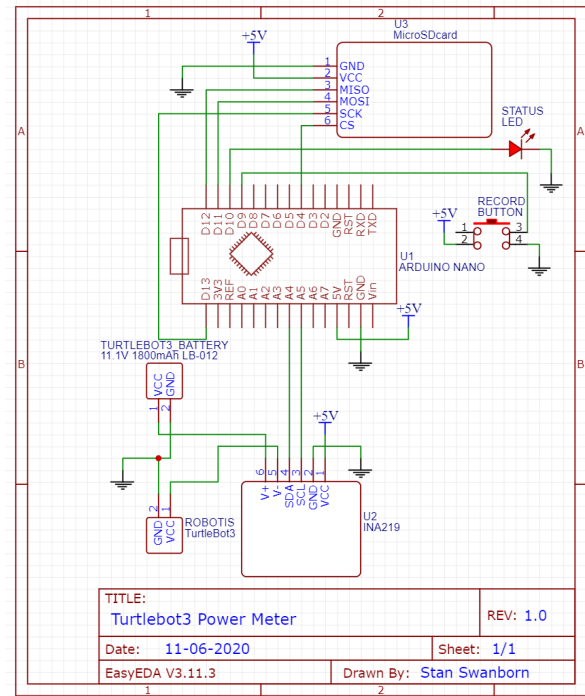 1
2
U3
MicroSDcard
+5V
1
GND
2
VCC
3
MISO
4
MOSI
5
SCK
6
CS
A
A
STATUS
LED
D12
D11
D10
D9
D8
D7
D6
D5
D4
D3
D2
GND
RST
RXD
TXD
RECORD
BUTTON
+5V
1
2
3
4
U1
ARDUINO NANO
D13
3V3
REF
A0
A1
A2
A3
A4
A5
A6
A7
5V
RST
GND
Vin
+5V
B
B
TURTLEBOT3_BATTERY
11.1V 1800mAh LB-012
VCC
GND
1
2
+5V
6
5
4
3
2
1
V+
V-
SDA
SCL
GND
VCC
U2
INA219
2
1
GND
VCC
ROBOTIS
TurtleBot3
TITLE:
Turtlebot3 Power Meter
REV: 1.0
Date: 11-06-2020
Sheet: 1/1
EasyEDA V3.11.3
Drawn By: Stan Swanborn
1
2